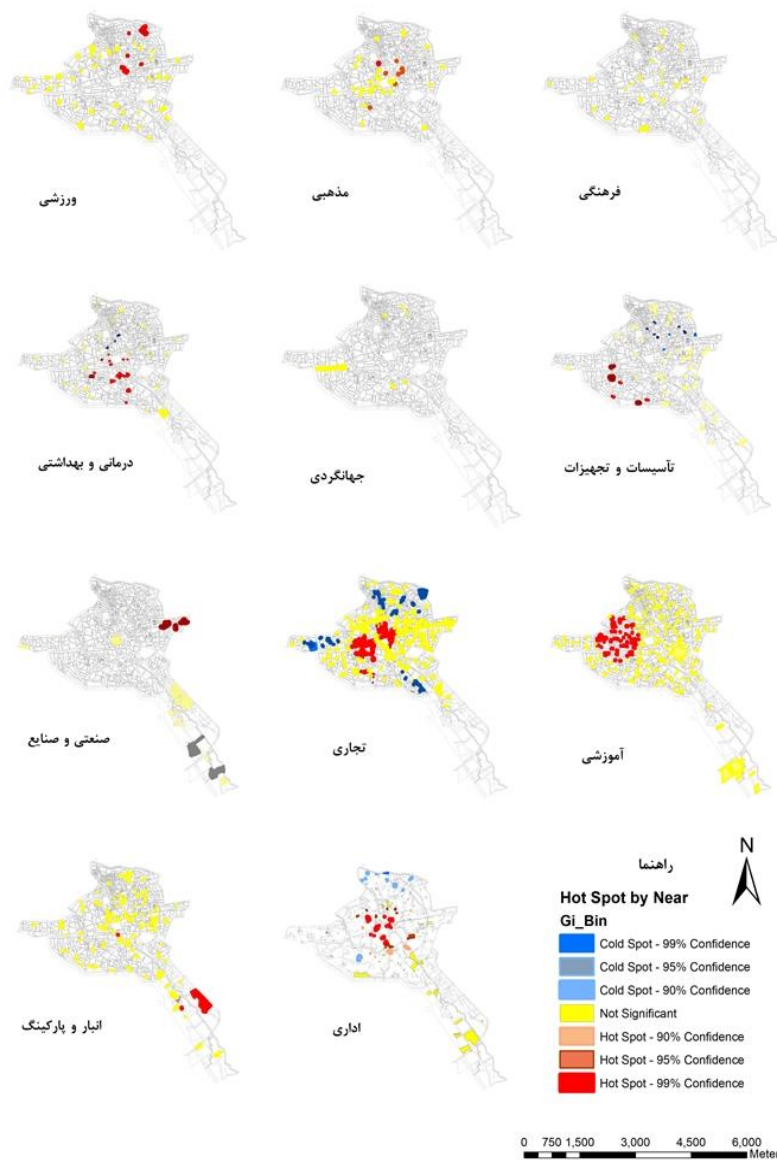 ورزشی
مذهبی
فرهنگی
درمانی و بهداشتی
جهانگردی
تآسیسات و تجهیزات
صنعتی و صنایع
تجاری
آموزشی
انبار و پارکینگ
اداری
راهنما
N
Hot Spot by Near
Gi_Bin
Cold Spot - 99% Confidence
Cold Spot - 95% Confidence
Cold Spot - 90% Confidence
Not Significant
Hot Spot - 90% Confidence
Hot Spot - 95% Confidence
Hot Spot - 99% Confidence
0 750 1,500 3,000 4,500 6,000
Meter